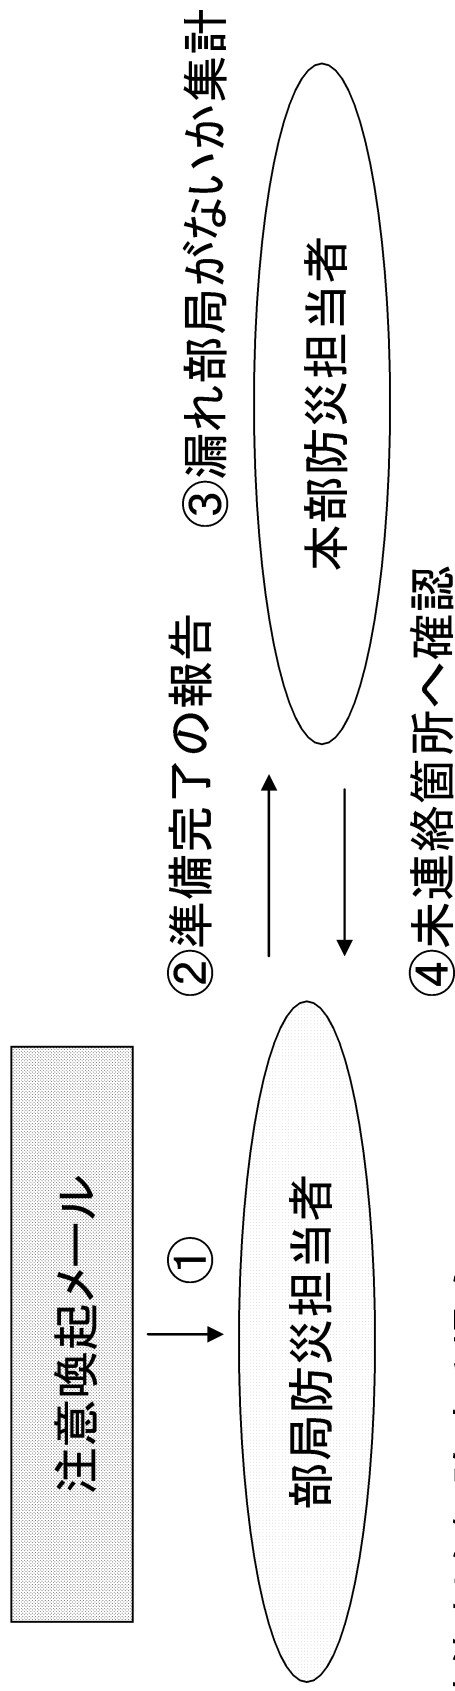 注意喚起メール
①
部局防災担当者
②準備完了の報告
③漏れ部局がないか集計
本部防災担当者
④未連絡箇所へ確認